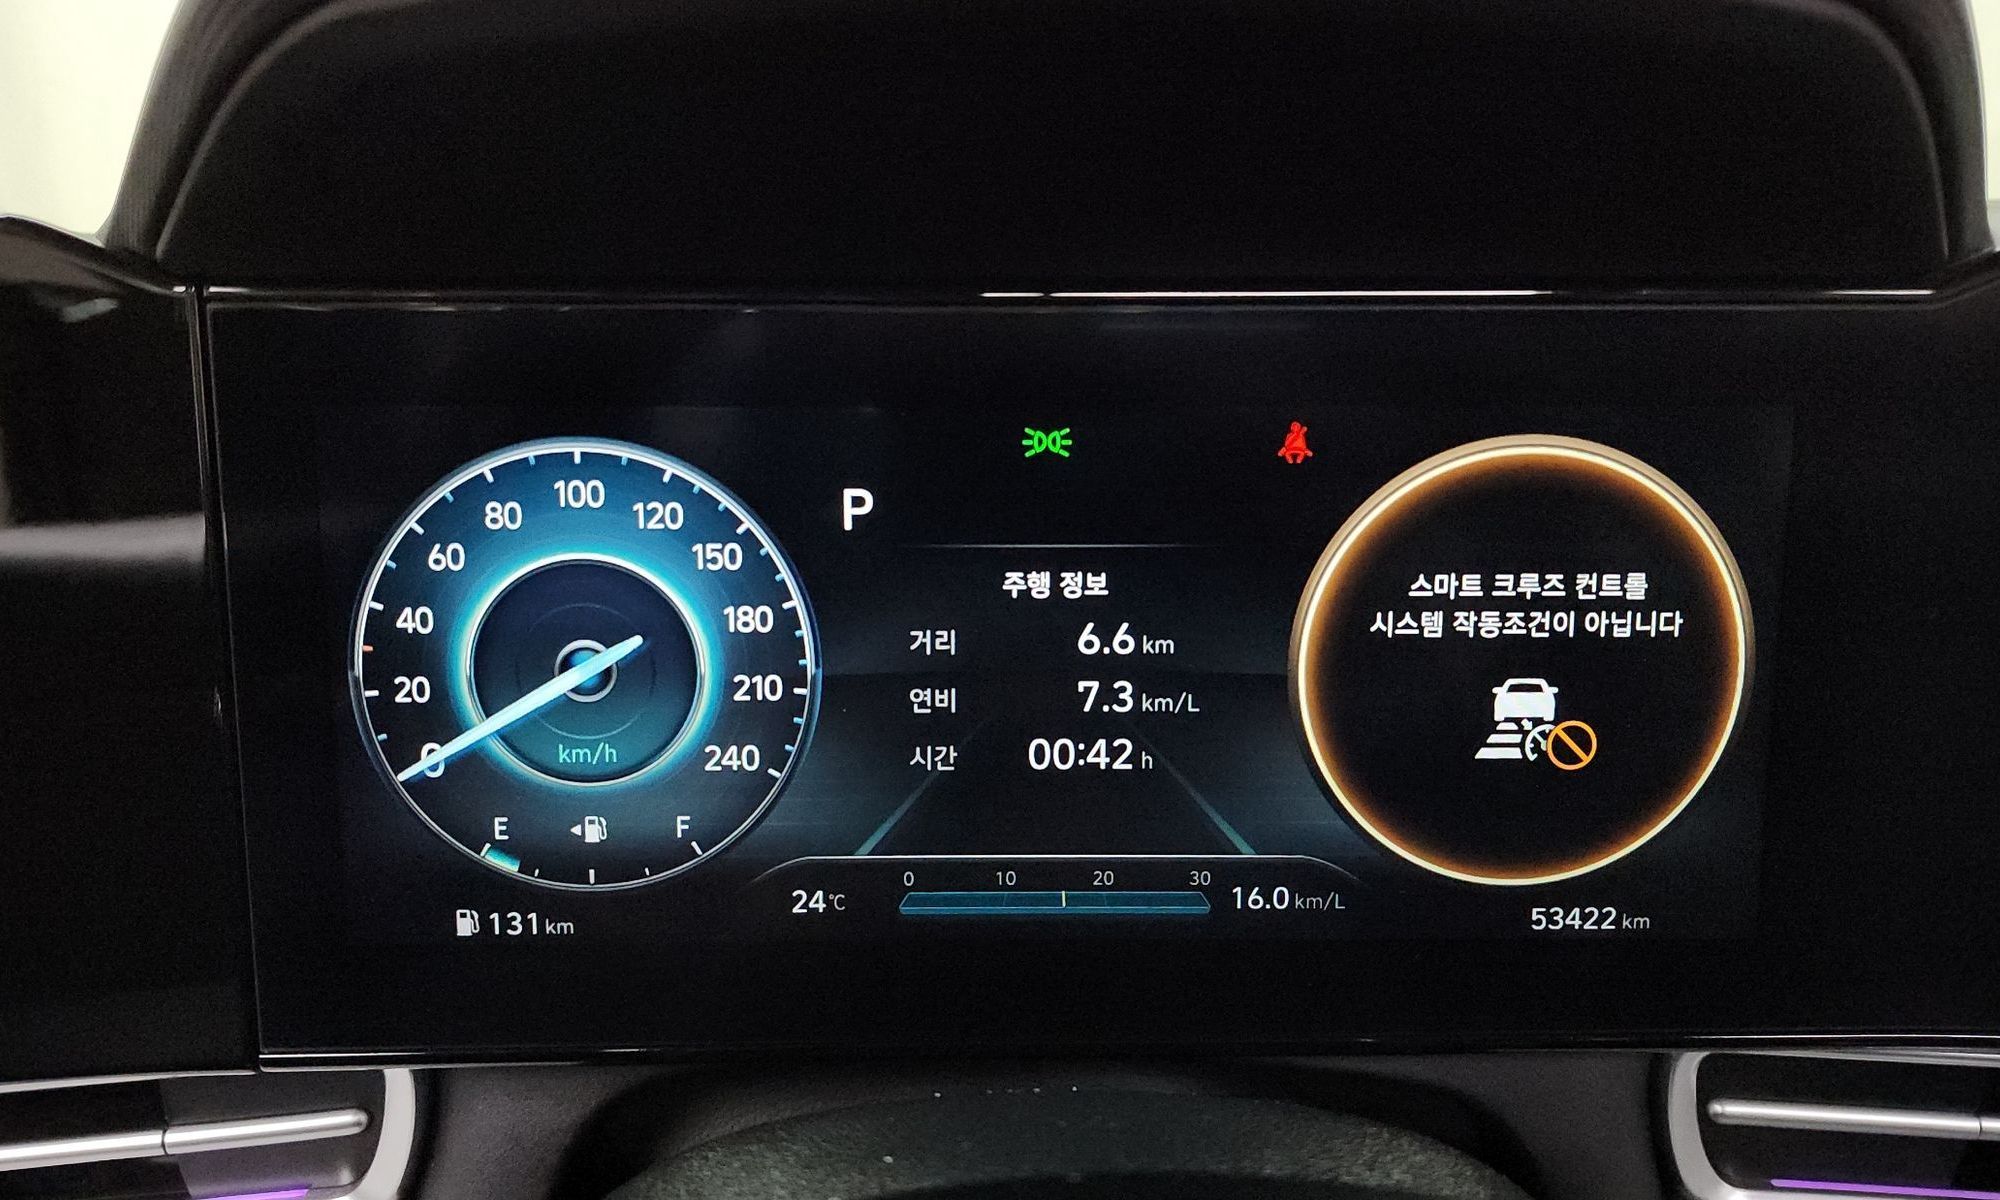 100
80
120
60
150
40
180
20
210
0
240
km/h
E
F
131 km
P
주행 정보
거리 6.6 km
연비 7.3 km/L
시간 00:42 h
24°C
0 10 20 30
16.0 km/L
스마트 크루즈 컨트롤
시스템 작동조건이 아닙니다
53422 km